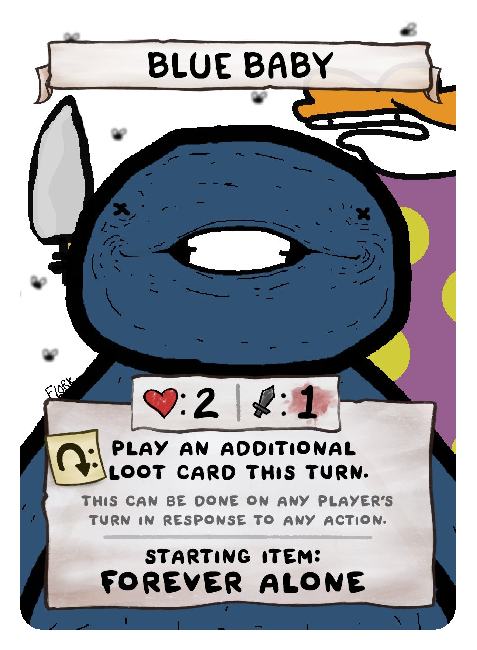 BLUE BABY
FLORK
:2 | :1
: PLAY AN ADDITIONAL
LOOT CARD THIS TURN.
THIS CAN BE DONE ON ANY PLAYER'S
TURN IN RESPONSE TO ANY ACTION.
STARTING ITEM:
FOREVER ALONE